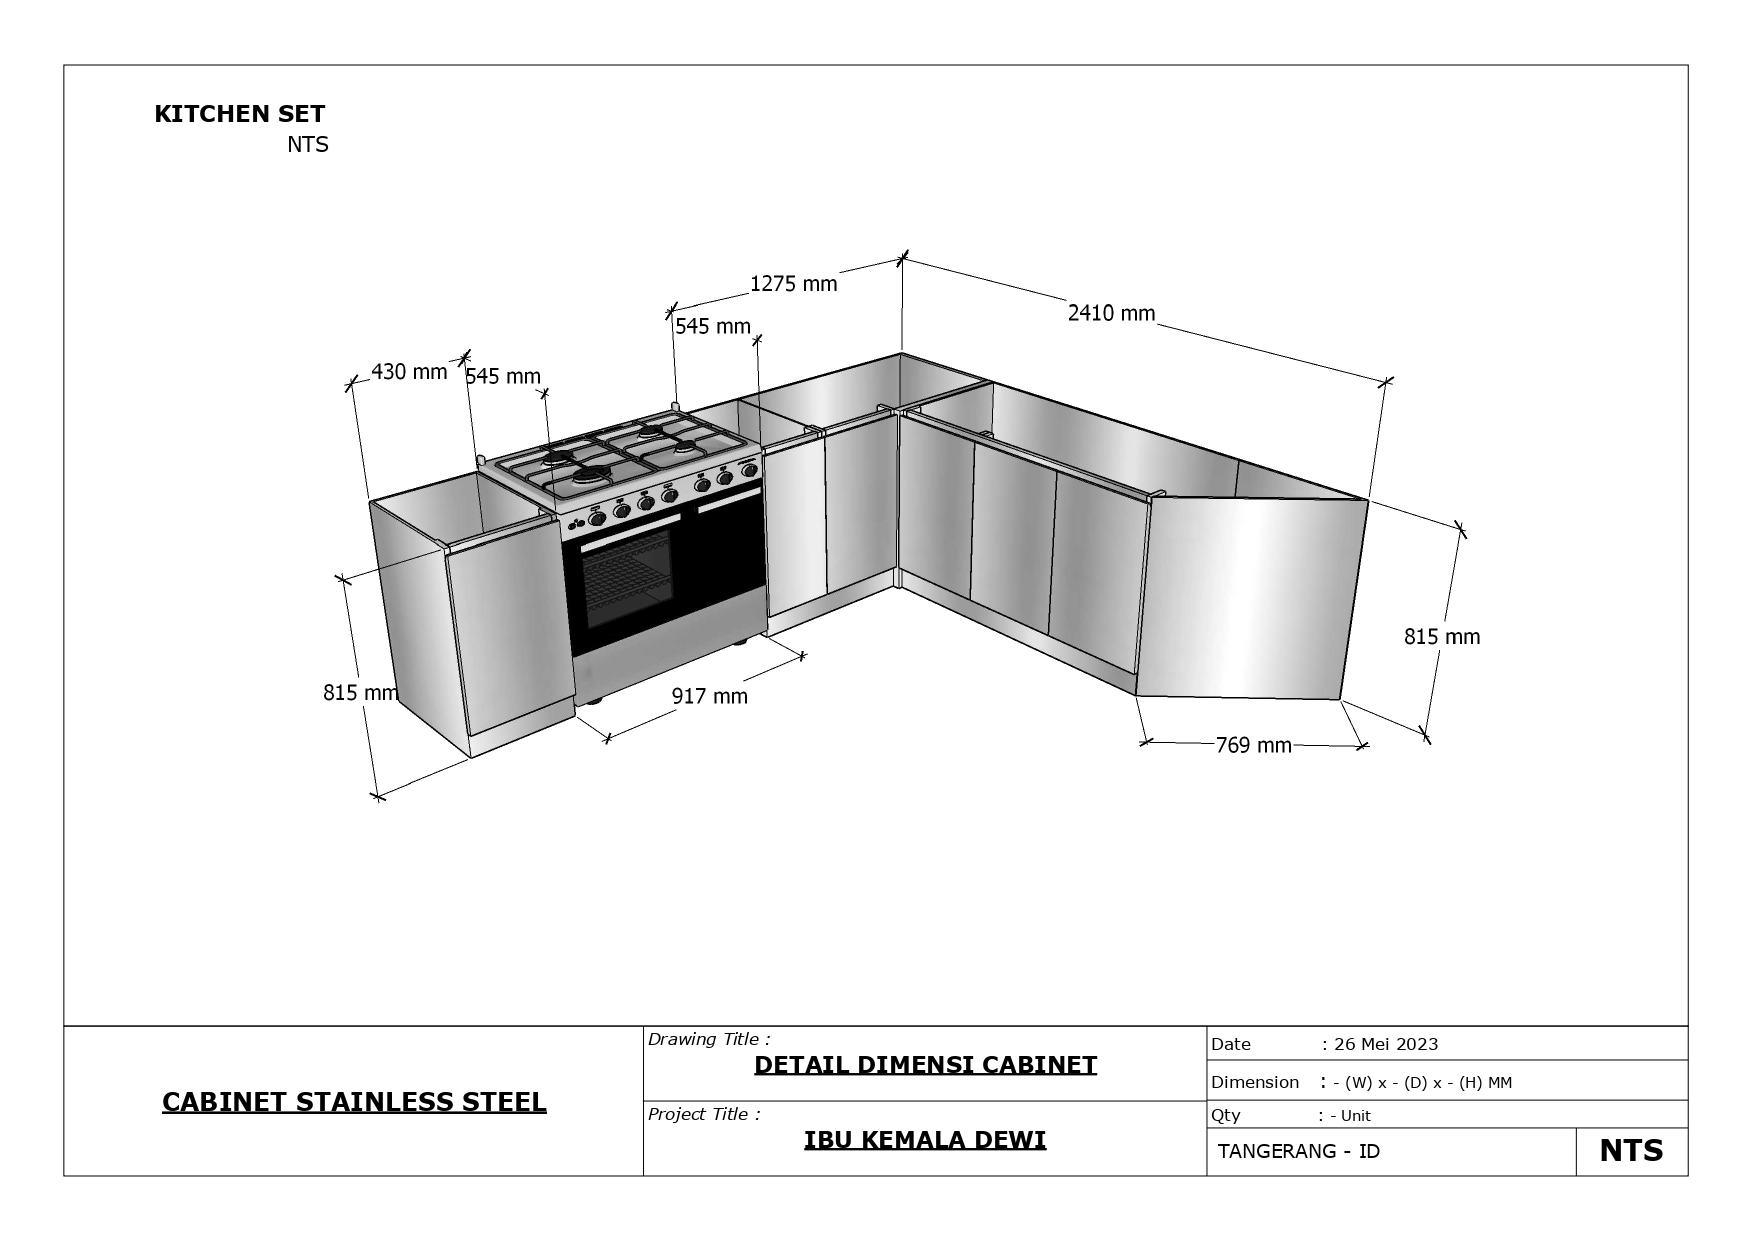 KITCHEN SET
NTS
1275 mm
2410 mm
545 mm
430 mm
545 mm
815 mm
815 mm
917 mm
769 mm
CABINET STAINLESS STEEL
Drawing Title :
DETAIL DIMENSI CABINET
Project Title :
IBU KEMALA DEWI
Date : 26 Mei 2023
Dimension : - (W) x - (D) x - (H) MM
Qty : - Unit
TANGERANG - ID
NTS